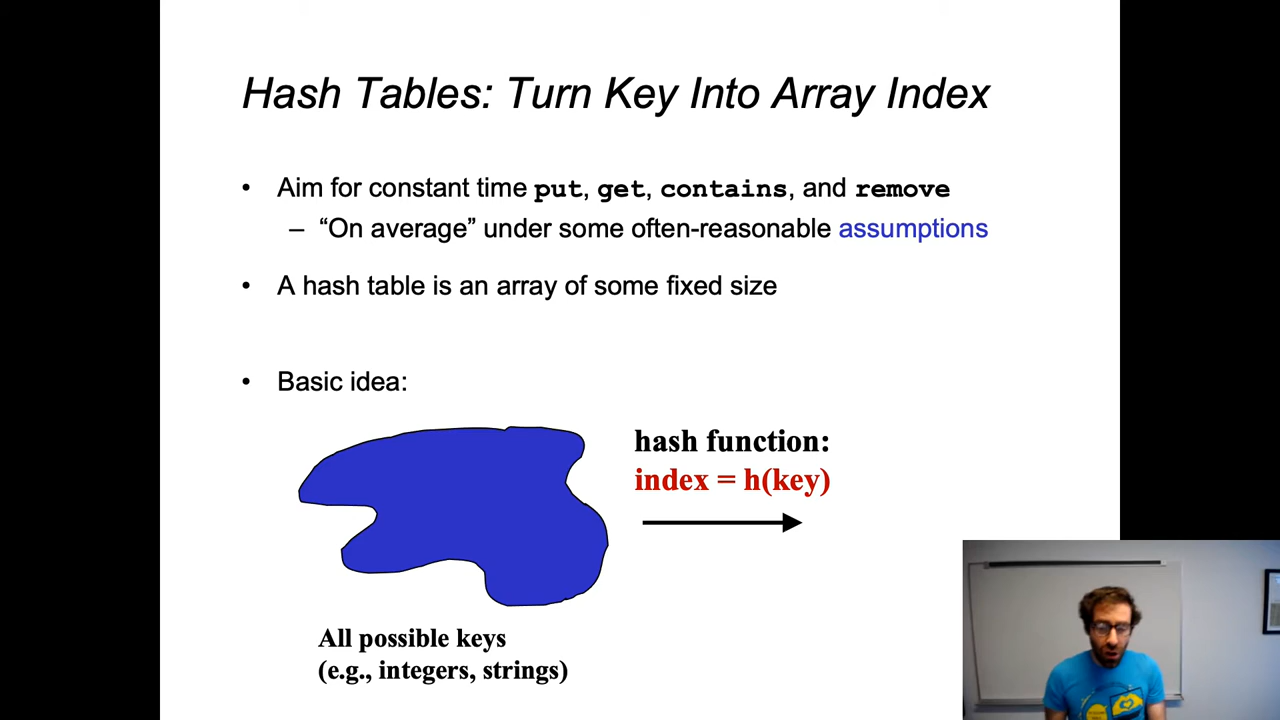 Hash Tables: Turn Key Into Array Index
• Aim for constant time put, get, contains, and remove
– “On average” under some often-reasonable assumptions
• A hash table is an array of some fixed size
• Basic idea:
hash function:
index = h(key)
All possible keys
(e.g., integers, strings)